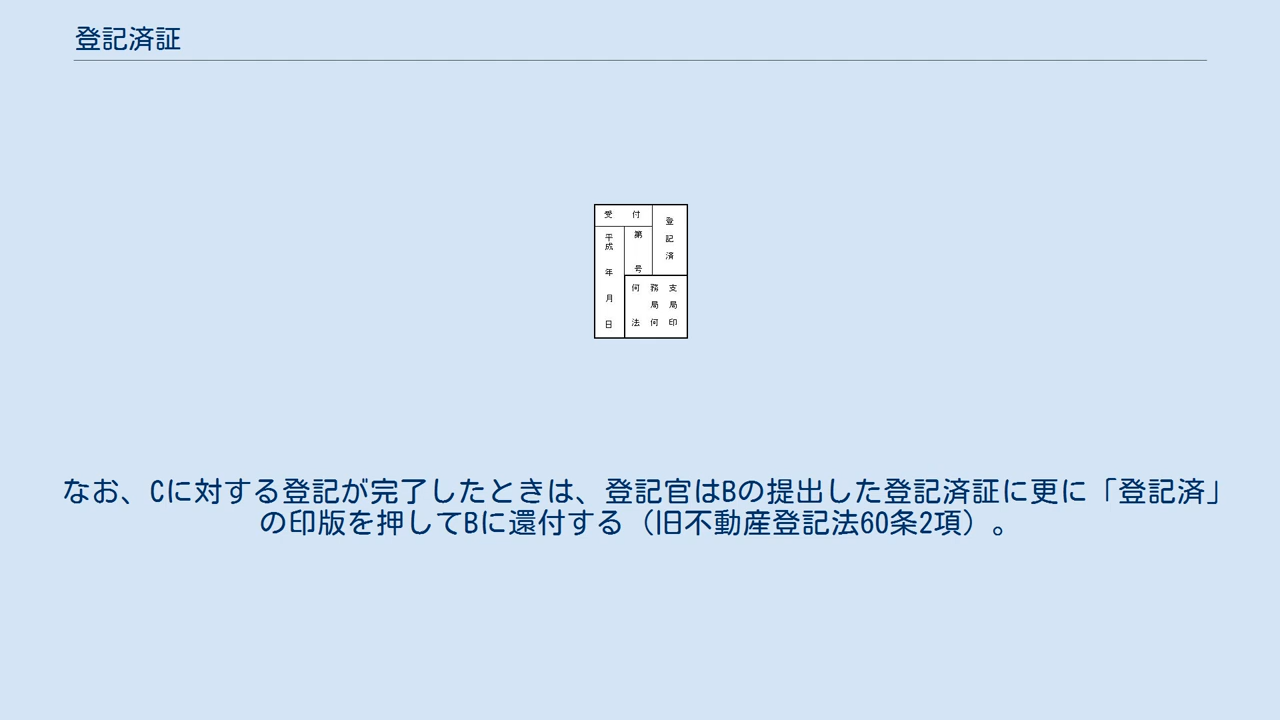 登記済証
受付
登記済
平成 年 月 日
第 号
何法
務局何
支局印
なお、Cに対する登記が完了したときは、登記官はBの提出した登記済証に更に「登記済」
の印版を押してBに還付する（旧不動産登記法60条2項）。